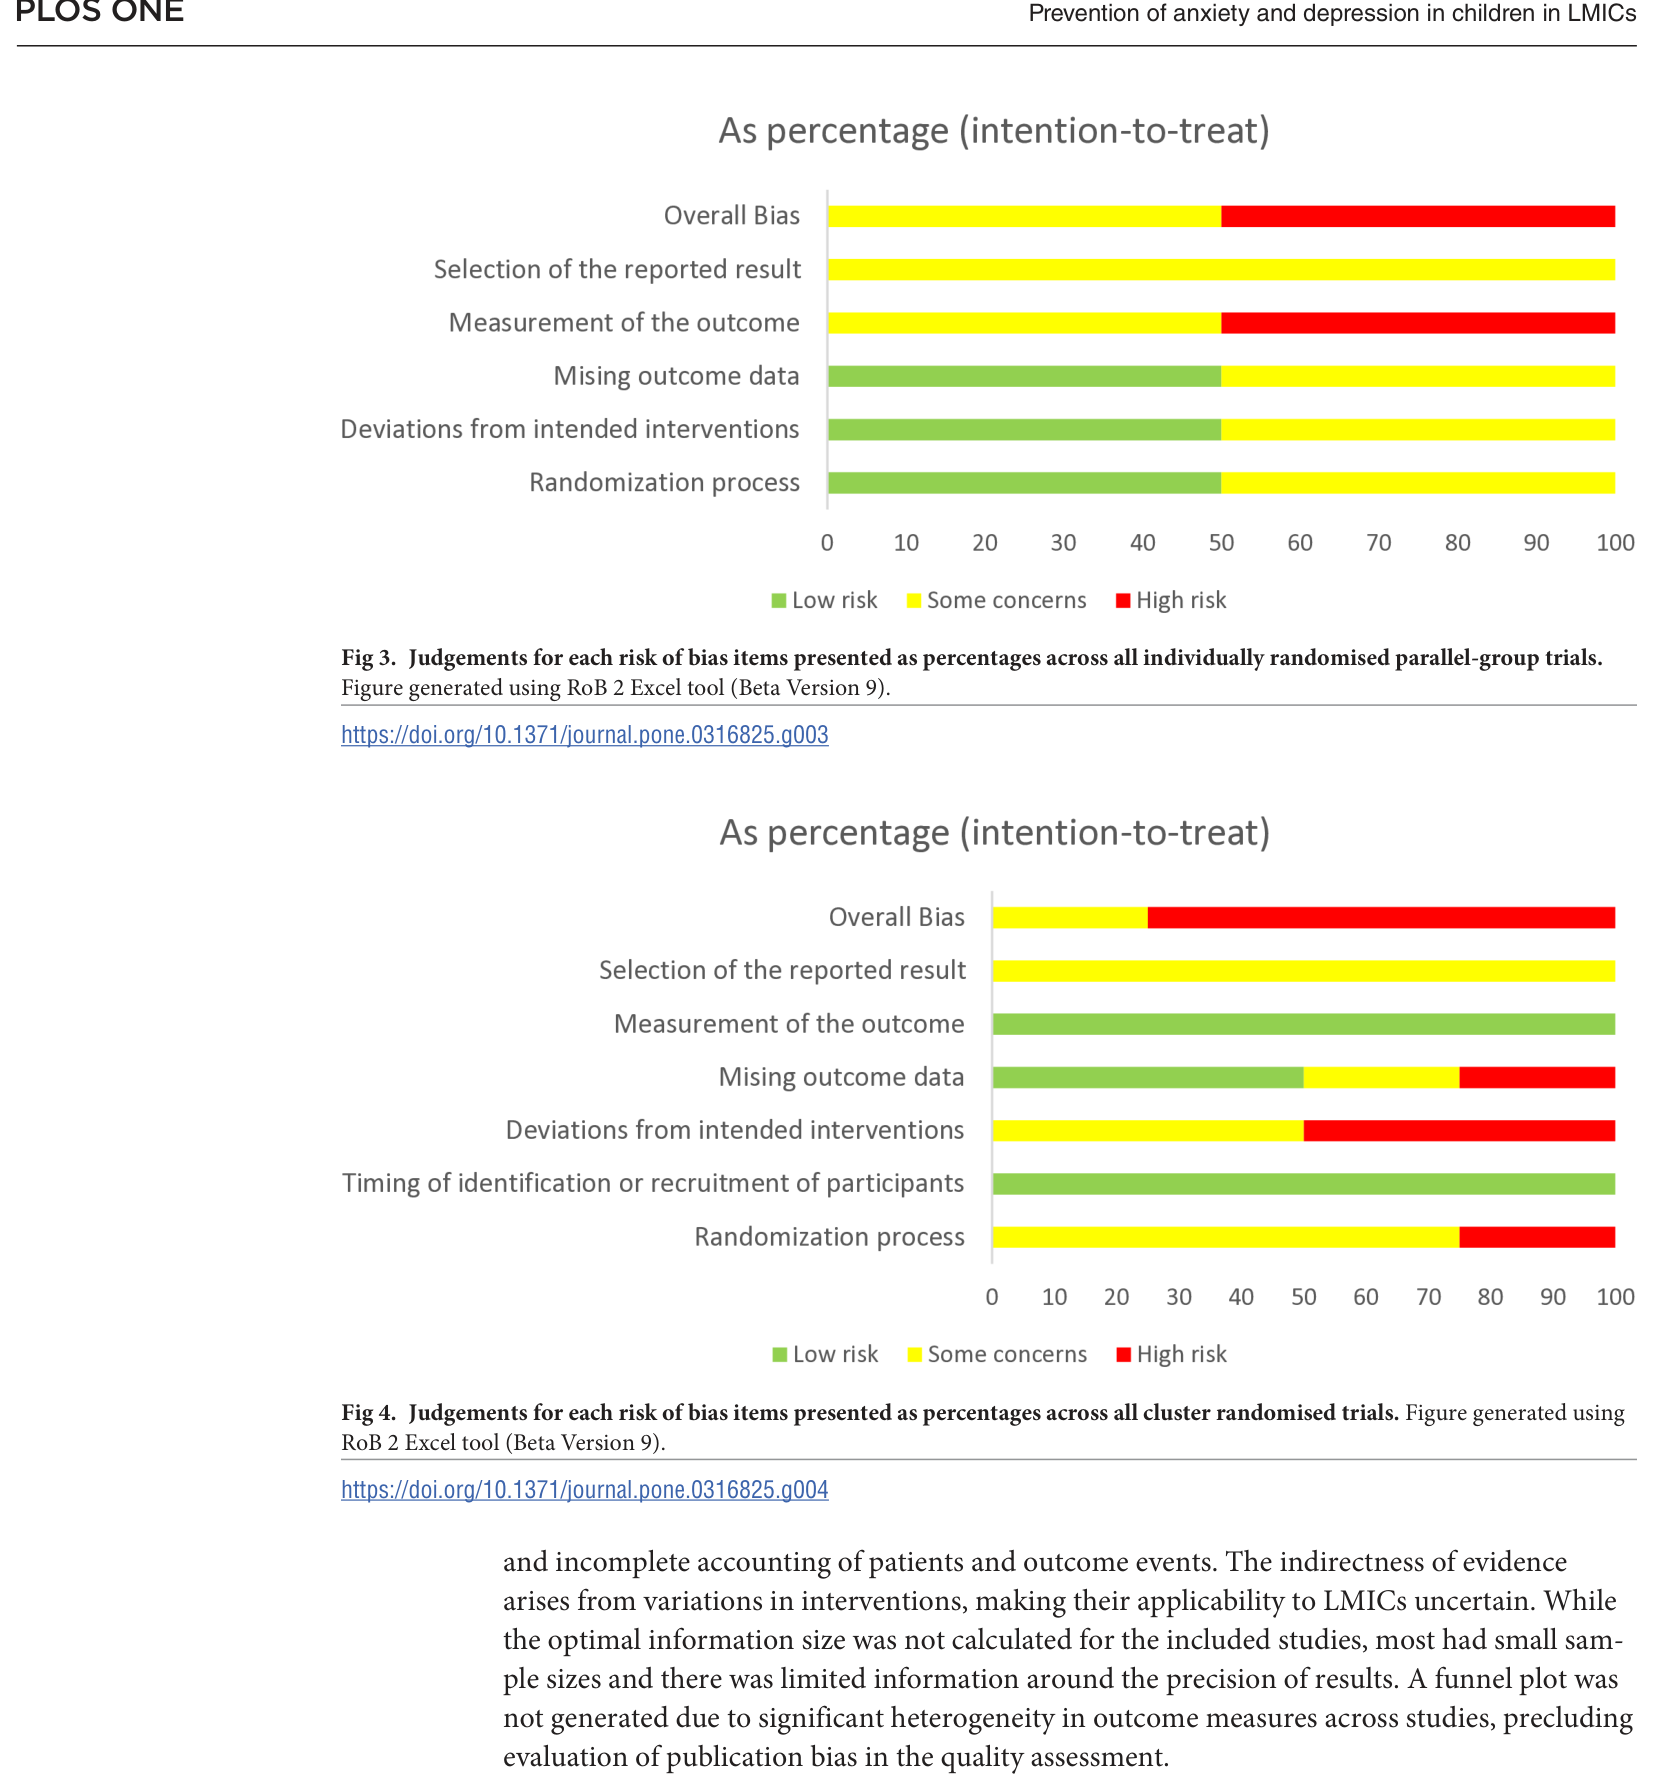 PLOS ONE
Prevention of anxiety and depression in children in LMICs
As percentage (intention-to-treat)
Overall Bias
Selection of the reported result
Measurement of the outcome
Mising outcome data
Deviations from intended interventions
Randomization process
0 10 20 30 40 50 60 70 80 90 100
Low risk Some concerns High risk
Fig 3. Judgements for each risk of bias items presented as percentages across all individually randomised parallel-group trials.
Figure generated using RoB 2 Excel tool (Beta Version 9).
https://doi.org/10.1371/journal.pone.0316825.g003
As percentage (intention-to-treat)
Overall Bias
Selection of the reported result
Measurement of the outcome
Mising outcome data
Deviations from intended interventions
Timing of identification or recruitment of participants
Randomization process
0 10 20 30 40 50 60 70 80 90 100
Low risk Some concerns High risk
Fig 4. Judgements for each risk of bias items presented as percentages across all cluster randomised trials. Figure generated using
RoB 2 Excel tool (Beta Version 9).
https://doi.org/10.1371/journal.pone.0316825.g004
and incomplete accounting of patients and outcome events. The indirectness of evidence
arises from variations in interventions, making their applicability to LMICs uncertain. While
the optimal information size was not calculated for the included studies, most had small sam-
ple sizes and there was limited information around the precision of results. A funnel plot was
not generated due to significant heterogeneity in outcome measures across studies, precluding
evaluation of publication bias in the quality assessment.